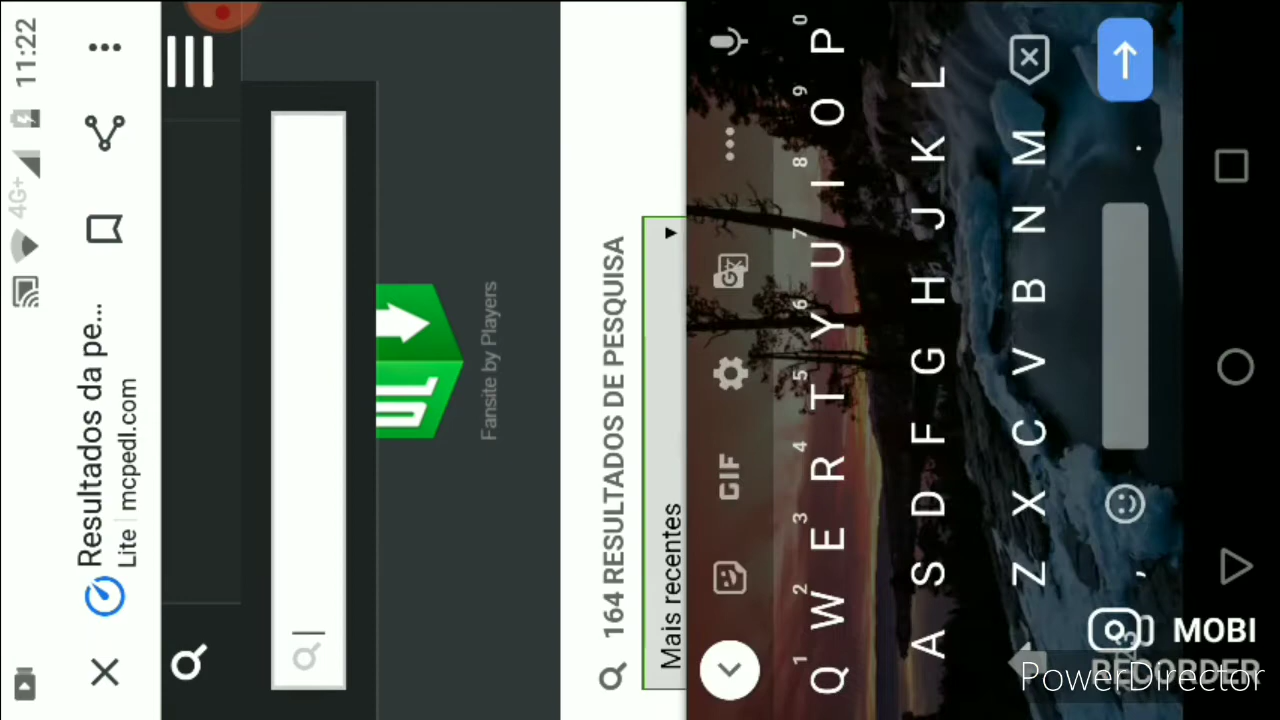 11:22
4G+
Resultados da pe...
Lite | mcpedl.com
Fansite by Players
164 RESULTADOS DE PESQUISA
Mais recentes
GIF
1 2 3 4 5 6 7 8 9 0
Q W E R T Y U I O P
A S D F G H J K L
Z X C V B N M
, .
MOBI
RECORDER
PowerDirector